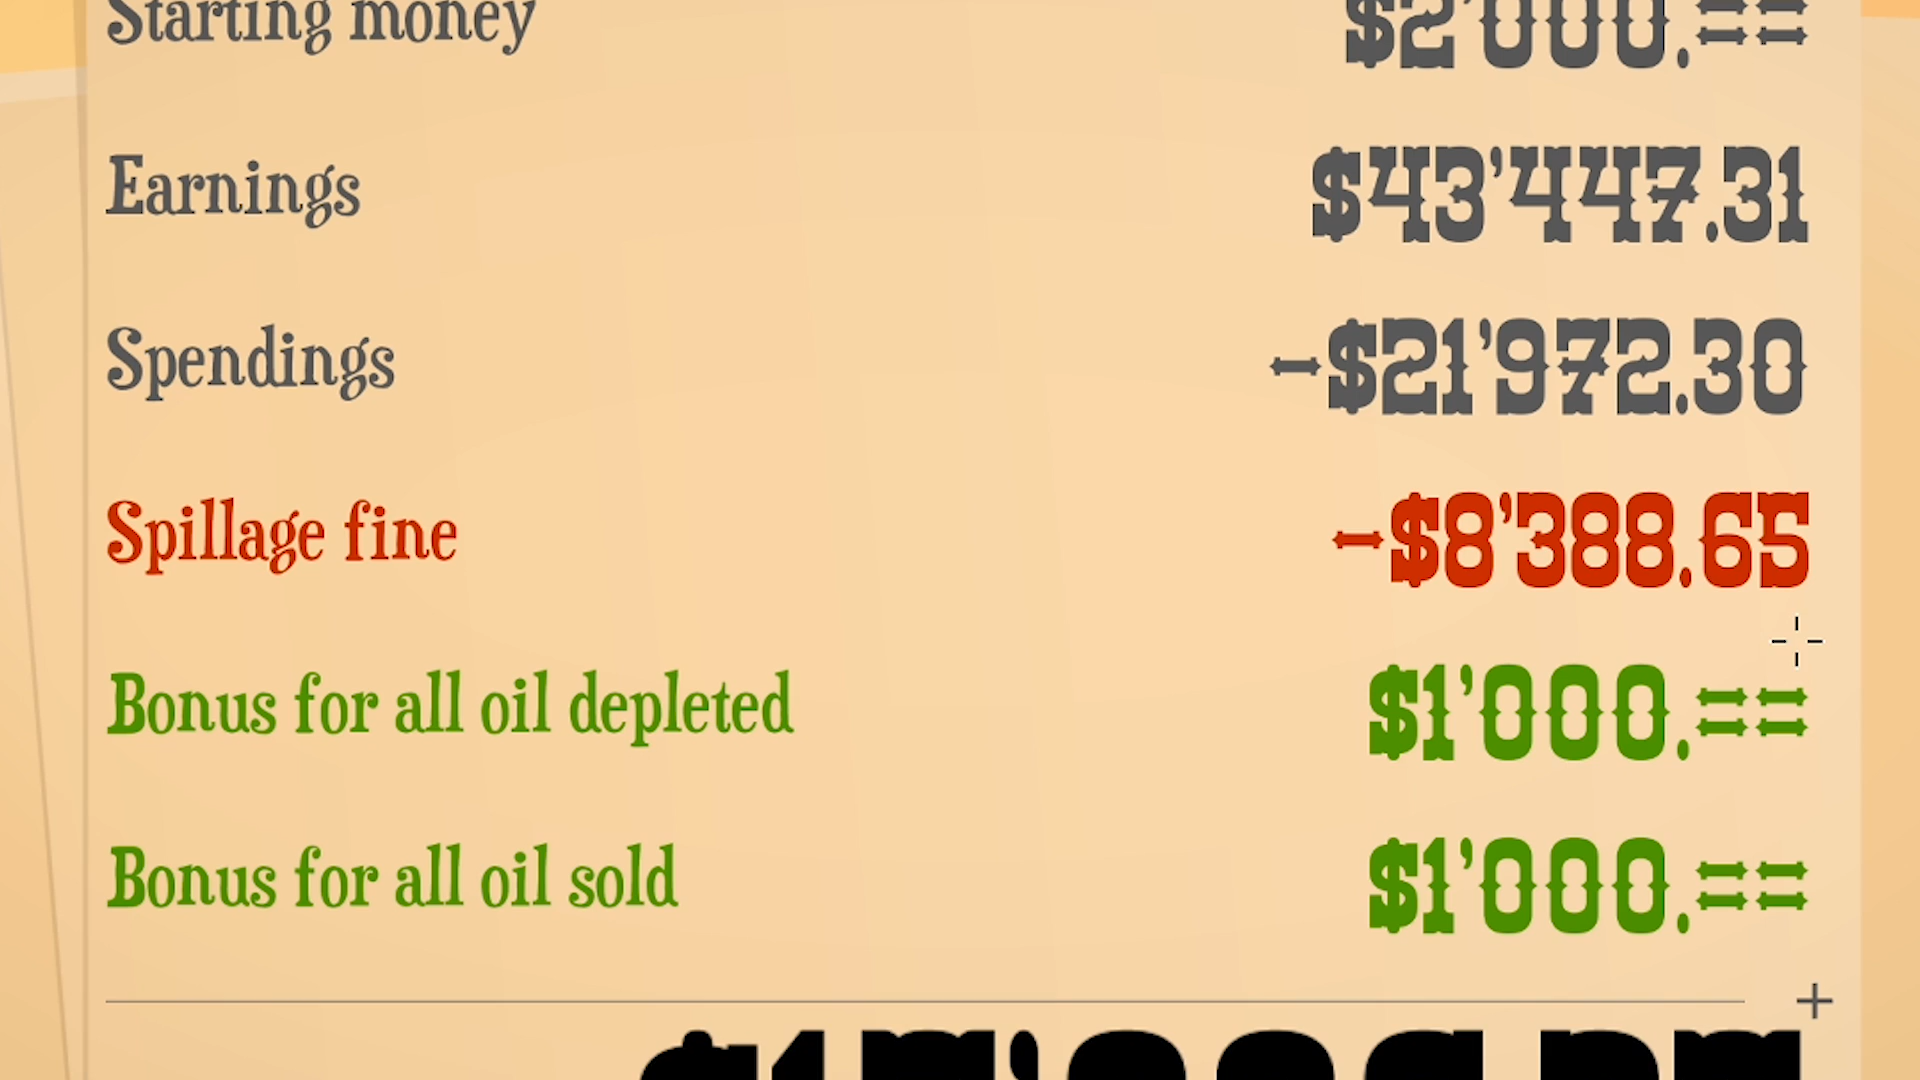 Starting money $2'000.==
Earnings $43'447.31
Spendings -$21'972.30
Spillage fine -$8'388.65
Bonus for all oil depleted $1'000.==
Bonus for all oil sold $1'000.==
+